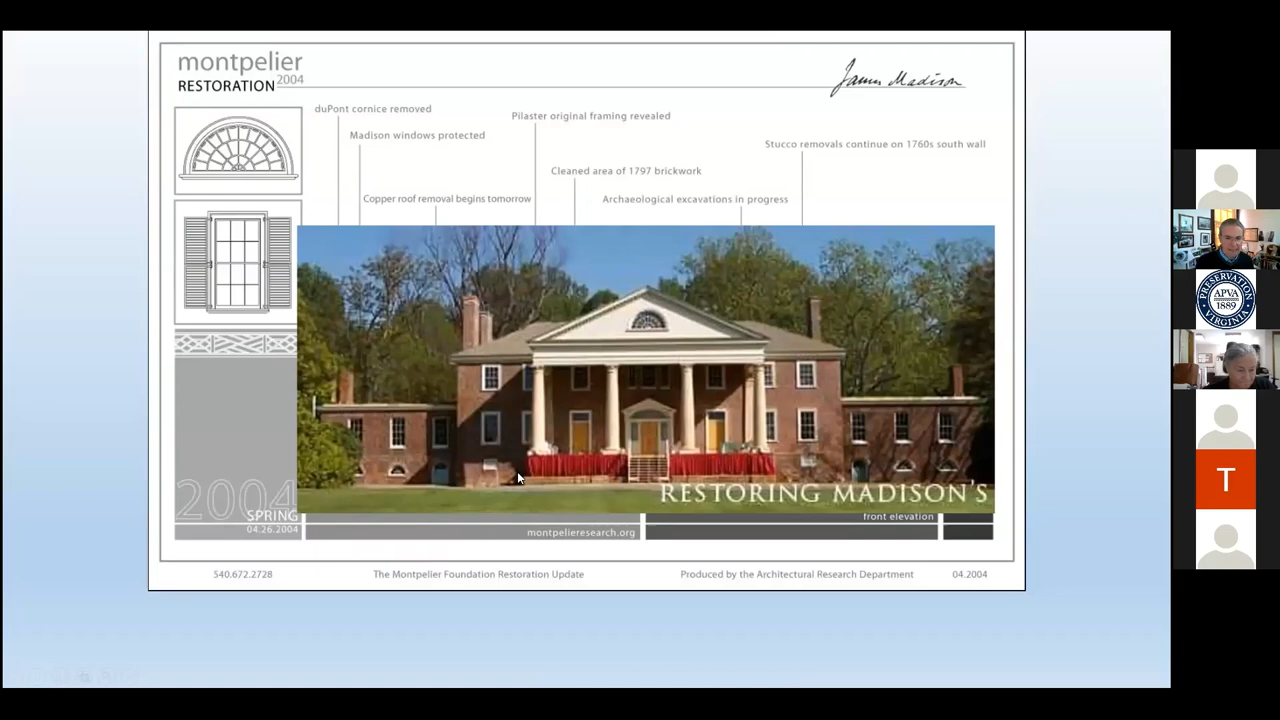 montpelier
RESTORATION 2004
James Madison
duPont cornice removed
Pilaster original framing revealed
Madison windows protected
Stucco removals continue on 1760s south wall
Cleaned area of 1797 brickwork
Copper roof removal begins tomorrow
Archaeological excavations in progress
RESTORING MADISON'S
2004
SPRING
04.26.2004
front elevation
montpelieresearch.org
540.672.2728
The Montpelier Foundation Restoration Update
Produced by the Architectural Research Department
04.2004
PRESERVATION
APVA
1889
VIRGINIA
T